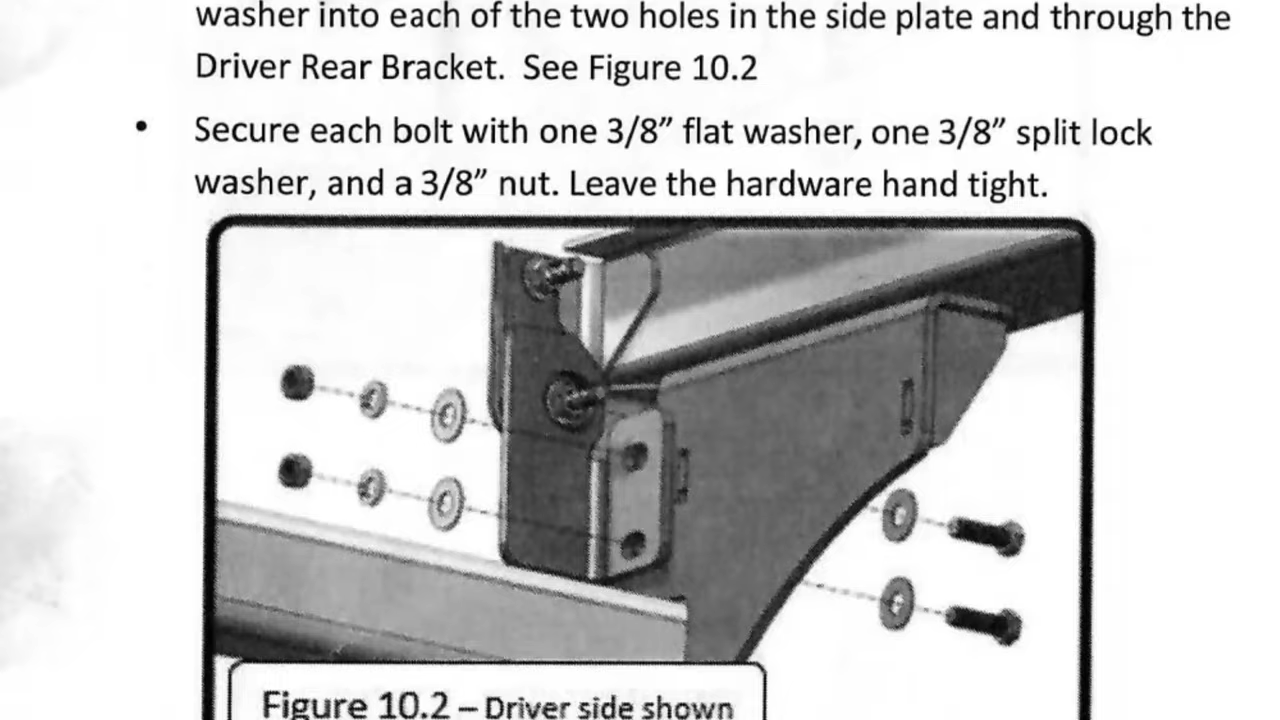 washer into each of the two holes in the side plate and through the
Driver Rear Bracket. See Figure 10.2
• Secure each bolt with one 3/8” flat washer, one 3/8” split lock
washer, and a 3/8” nut. Leave the hardware hand tight.
Figure 10.2 – Driver side shown